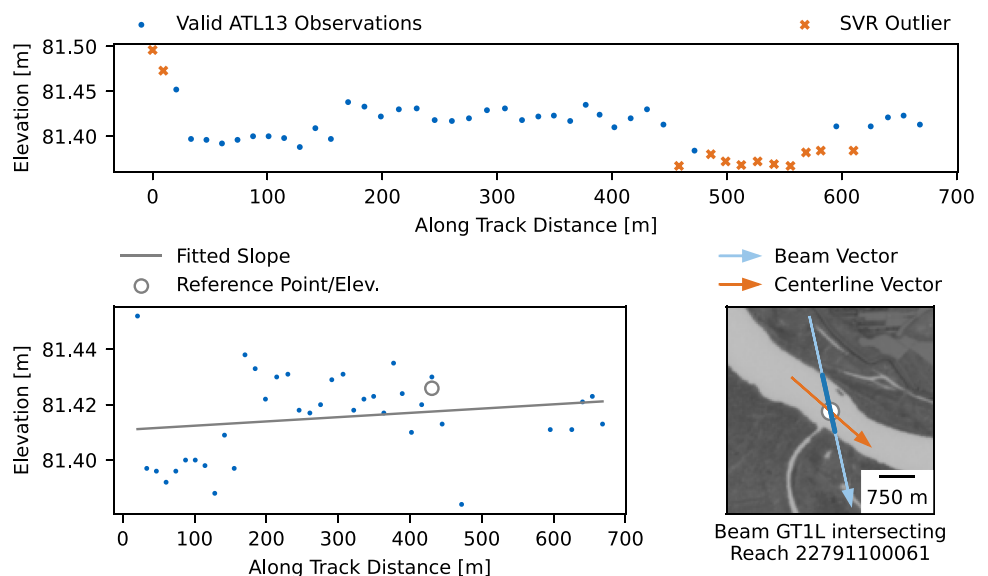 Valid ATL13 Observations
SVR Outlier
Elevation [m]
81.50
81.45
81.40
0 100 200 300 400 500 600 700
Along Track Distance [m]
Fitted Slope
Reference Point/Elev.
Beam Vector
Centerline Vector
Elevation [m]
81.44
81.42
81.40
0 100 200 300 400 500 600 700
Along Track Distance [m]
750 m
Beam GT1L intersecting
Reach 22791100061